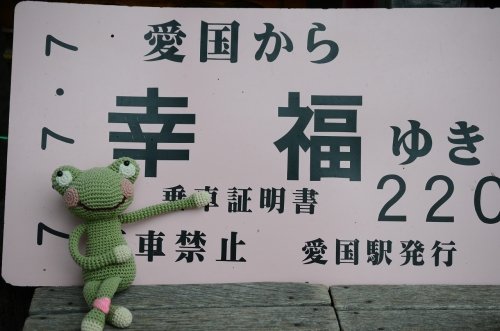 7.7.7
愛国から
幸福ゆき
乗車証明書
220
車禁止
愛国駅発行